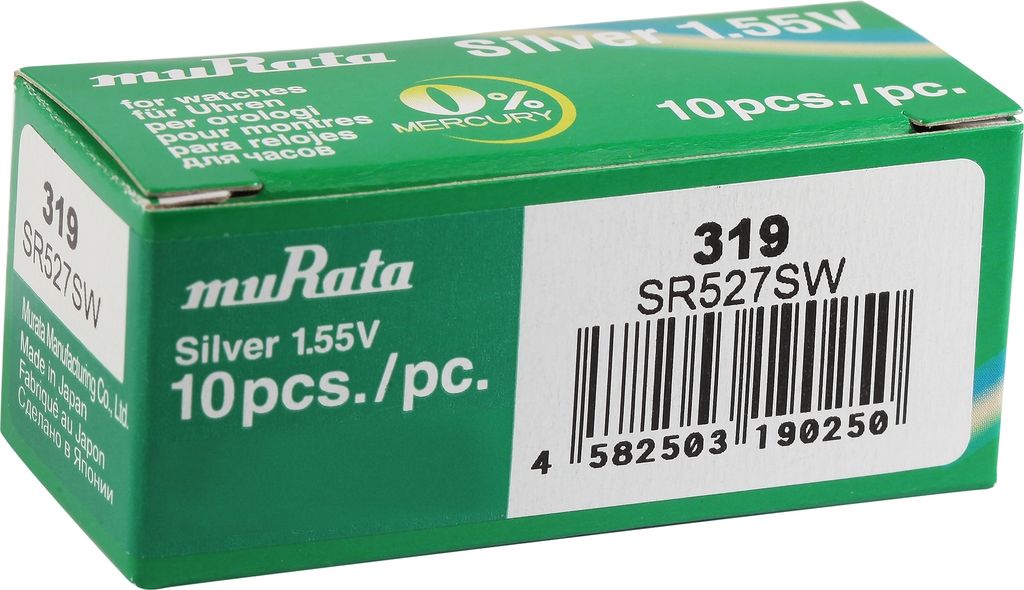 muRata
Silver 1.55V
for watches
für Uhren
per orologi
pour montres
para relojes
для часов
0%
MERCURY
10pcs./pc.
319
SR527SW
Murata Manufacturing Co., Ltd.
Made in Japan
Fabriqué au Japon
Сделано в Японии
muRata
Silver 1.55V
10pcs./pc.
319
SR527SW
4 582503 190250